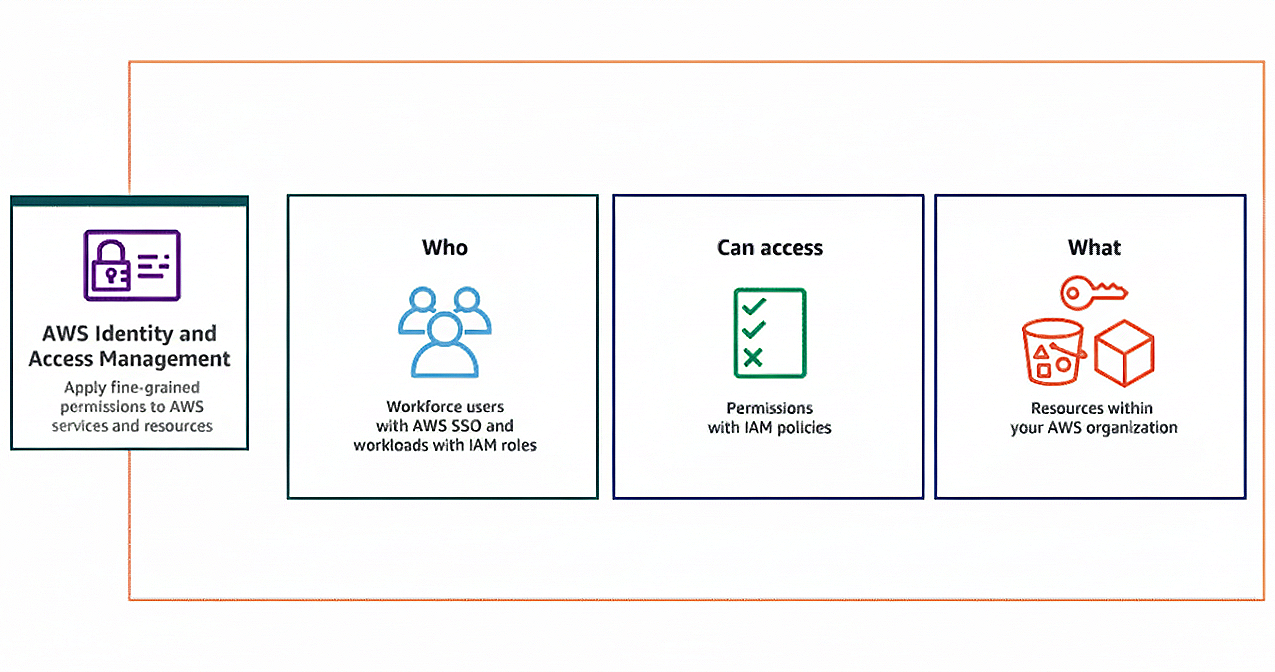 AWS Identity and
Access Management
Apply fine-grained
permissions to AWS
services and resources
Who
Workforce users
with AWS SSO and
workloads with IAM roles
Can access
Permissions
with IAM policies
What
Resources within
your AWS organization